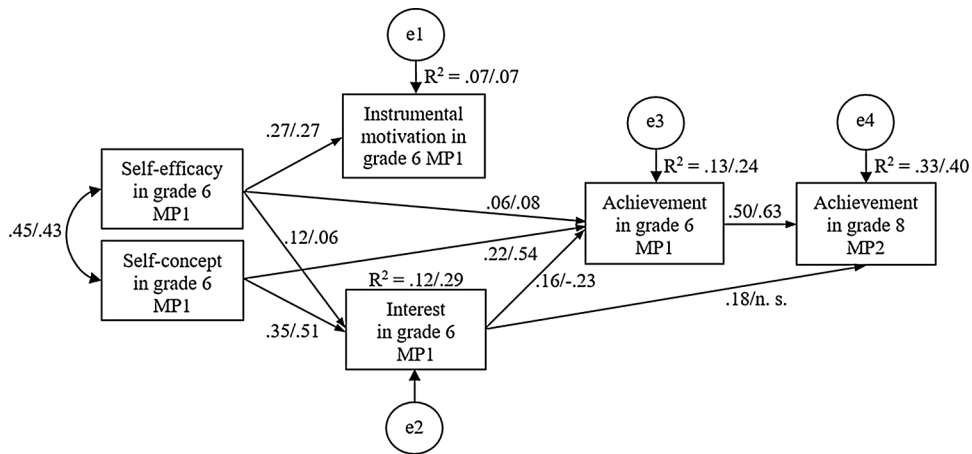 e1
R² = .07/.07
Instrumental
motivation in
grade 6 MP1
.27/.27
e3
e4
R² = .13/.24
R² = .33/.40
Self-efficacy
in grade 6
MP1
.06/.08
Achievement
in grade 6
MP1
.50/.63
Achievement
in grade 8
MP2
.45/.43
.12/.06
.22/.54
Self-concept
in grade 6
MP1
R² = .12/.29
.16/-.23
.18/n. s.
.35/.51
Interest
in grade 6
MP1
e2